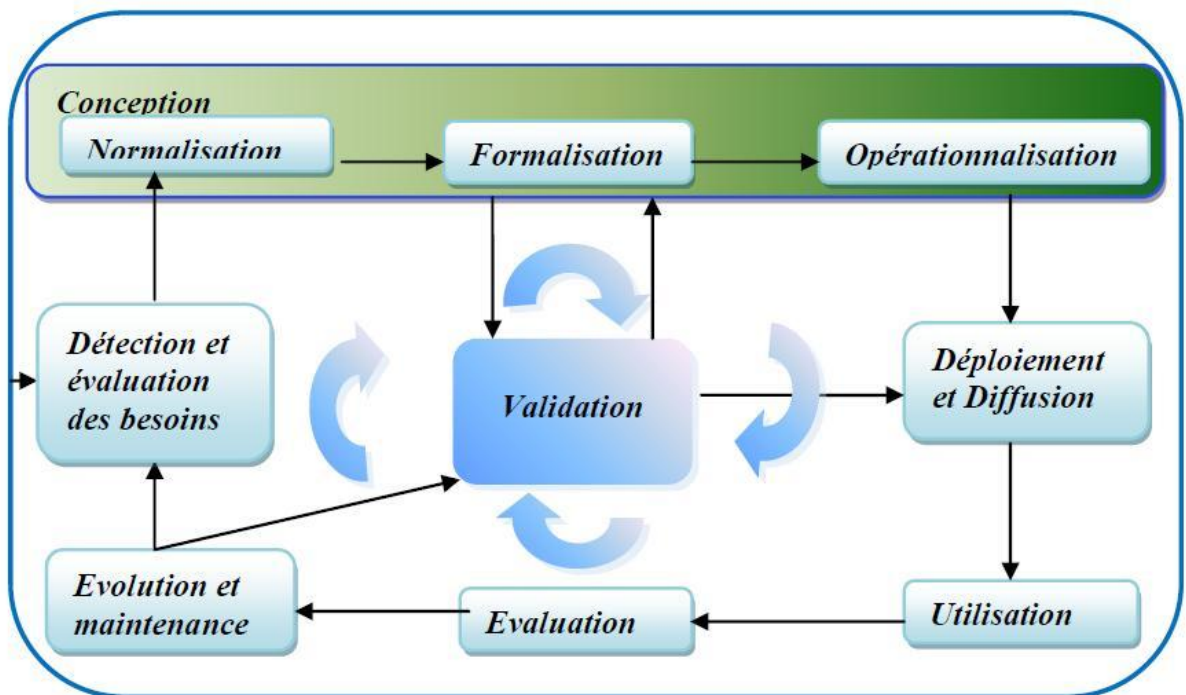 Conception
Normalisation
Formalisation
Opérationnalisation
Détection et
évaluation
des besoins
Validation
Déploiement
et Diffusion
Evolution et
maintenance
Evaluation
Utilisation